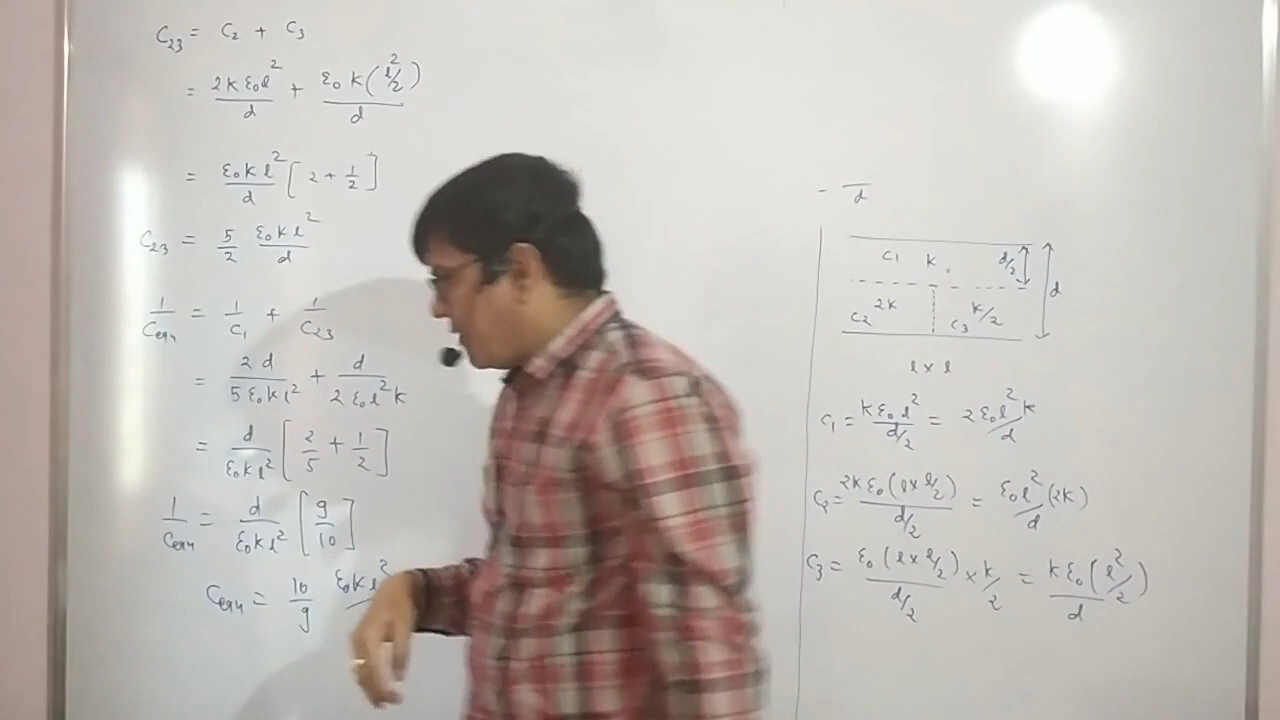 C₂₃ = C₂ + C₃
= 2Kε₀l²/d + ε₀K(l²/2)/d
= ε₀Kl²/d [2 + 1/2]
C₂₃ = 5/2 ε₀Kl²/d
1/Ceq = 1/C₁ + 1/C₂₃
= 2d/5ε₀Kl² + d/2ε₀l²K
= d/ε₀Kl² [2/5 + 1/2]
1/Ceq = d/ε₀Kl² [9/10]
Ceq = 10/9 ε₀Kl²/
d
C₁ K d/2 d
C₂ 2K C₃ K/2
l × l
C₁ = Kε₀l²/d/2 = 2ε₀l²K/d
C₂ = 2Kε₀(l×l/2)/d/2 = ε₀l²/d (2K)
C₃ = ε₀(l×l/2)/d/2 × K/2 = Kε₀(l²/2)/d